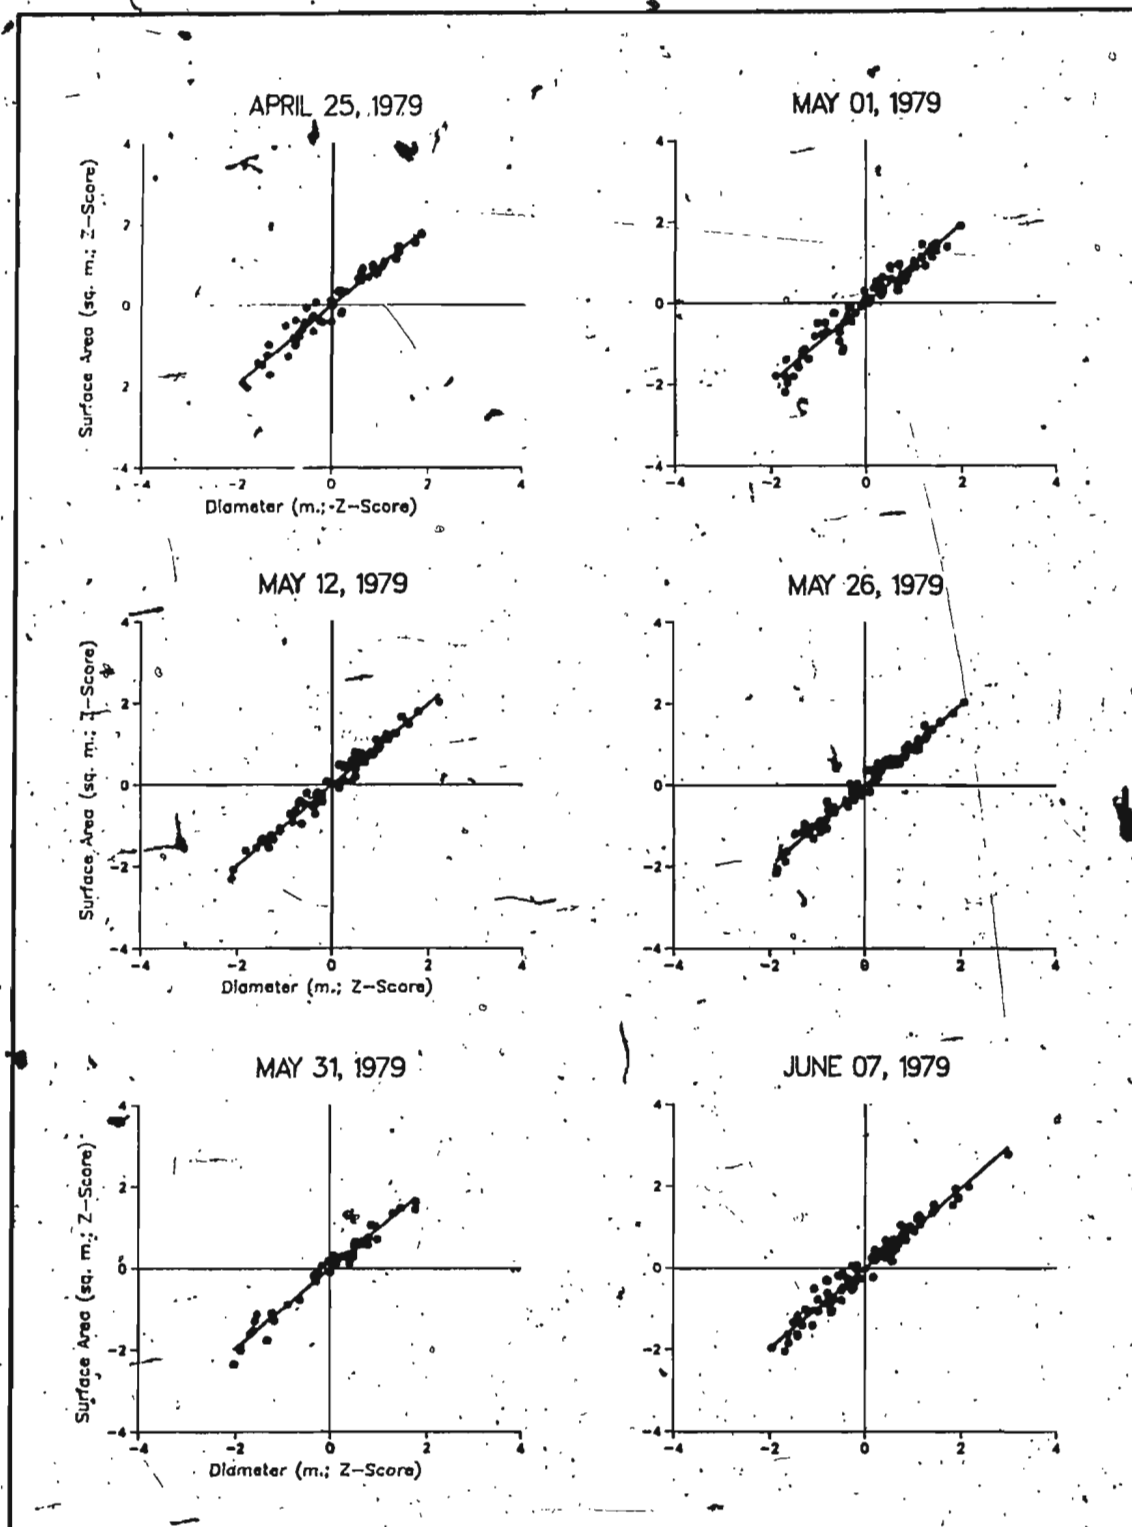 APRIL 25, 1979
Surface Area (sq. m.; Z-Score)
4
2
0
2
-4
-4 -2 0 2 4
Diameter (m.; Z-Score)
MAY 01, 1979
4
2
0
-2
-4
-4 -2 0 2 4
MAY 12, 1979
Surface Area (sq. m.; Z-Score)
4
2
0
-2
-4
-4 -2 0 2 4
Diameter (m.; Z-Score)
MAY 26, 1979
4
2
0
-2
-4
-4 -2 0 2 4
MAY 31, 1979
Surface Area (sq. m.; Z-Score)
4
2
0
-2
-4
-4 -2 0 2 4
Diameter (m.; Z-Score)
JUNE 07, 1979
4
2
0
-2
-4
-4 -2 0 2 4